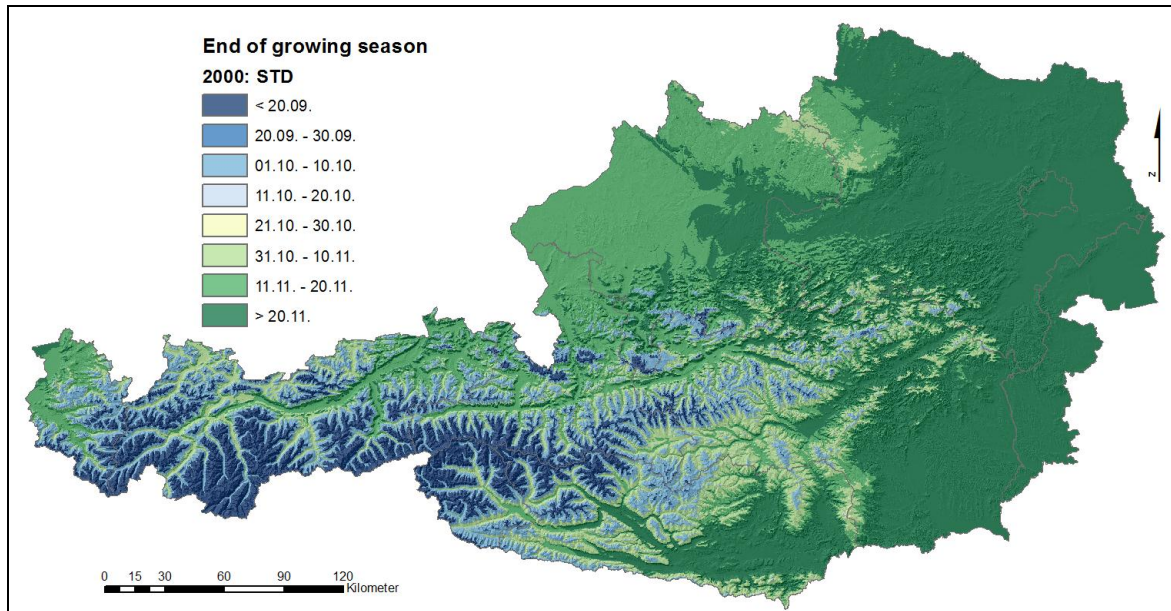 End of growing season
2000: STD
< 20.09.
20.09. - 30.09.
01.10. - 10.10.
11.10. - 20.10.
21.10. - 30.10.
31.10. - 10.11.
11.11. - 20.11.
> 20.11.
N
0 15 30 60 90 120
Kilometer